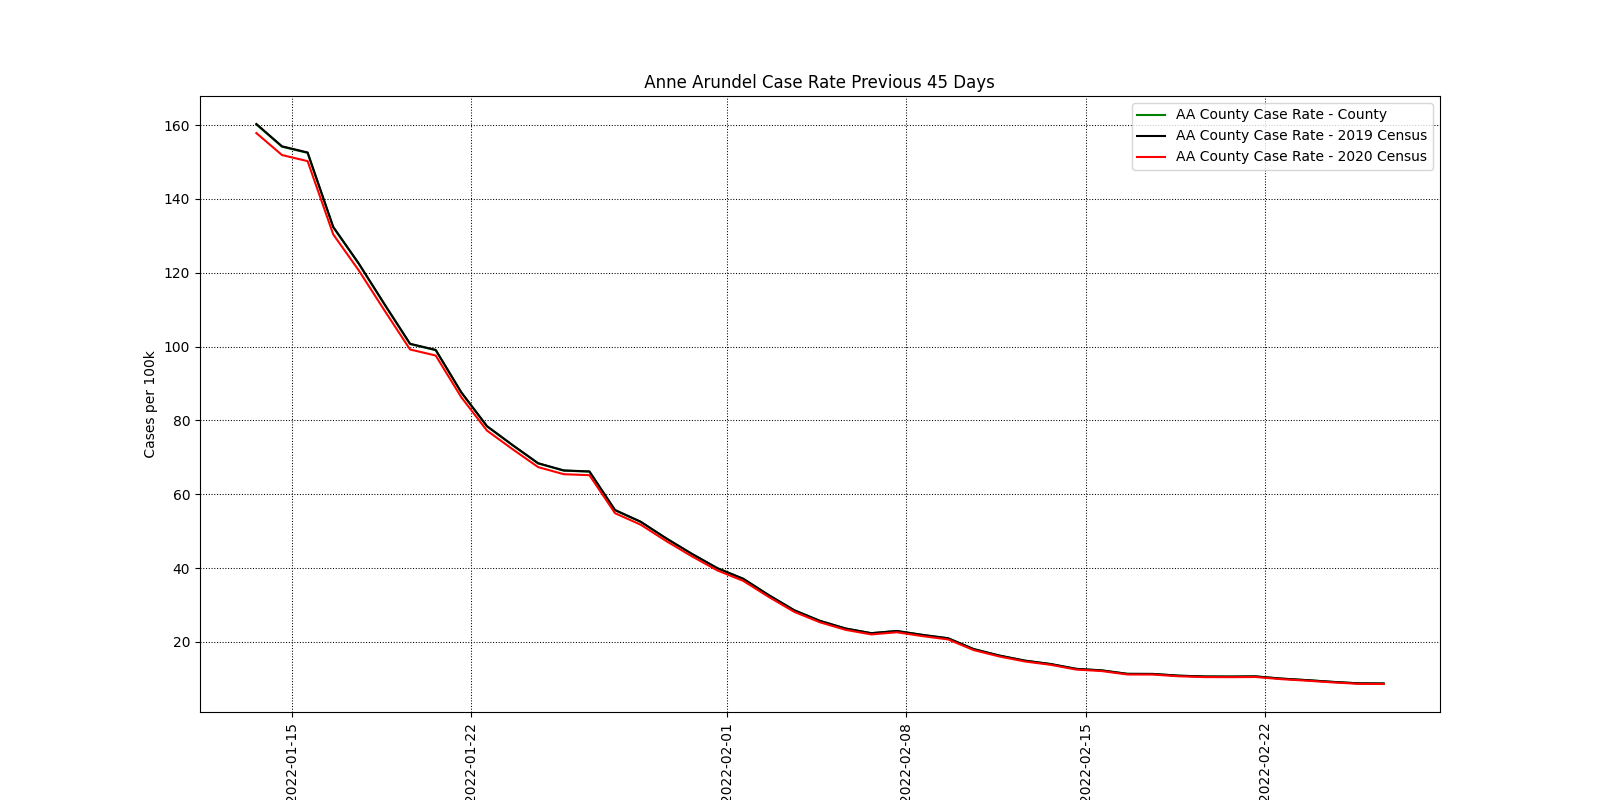 Anne Arundel Case Rate Previous 45 Days
AA County Case Rate - County
AA County Case Rate - 2019 Census
AA County Case Rate - 2020 Census
Cases per 100k
160
140
120
100
80
60
40
20
2022-01-15
2022-01-22
2022-02-01
2022-02-08
2022-02-15
2022-02-22